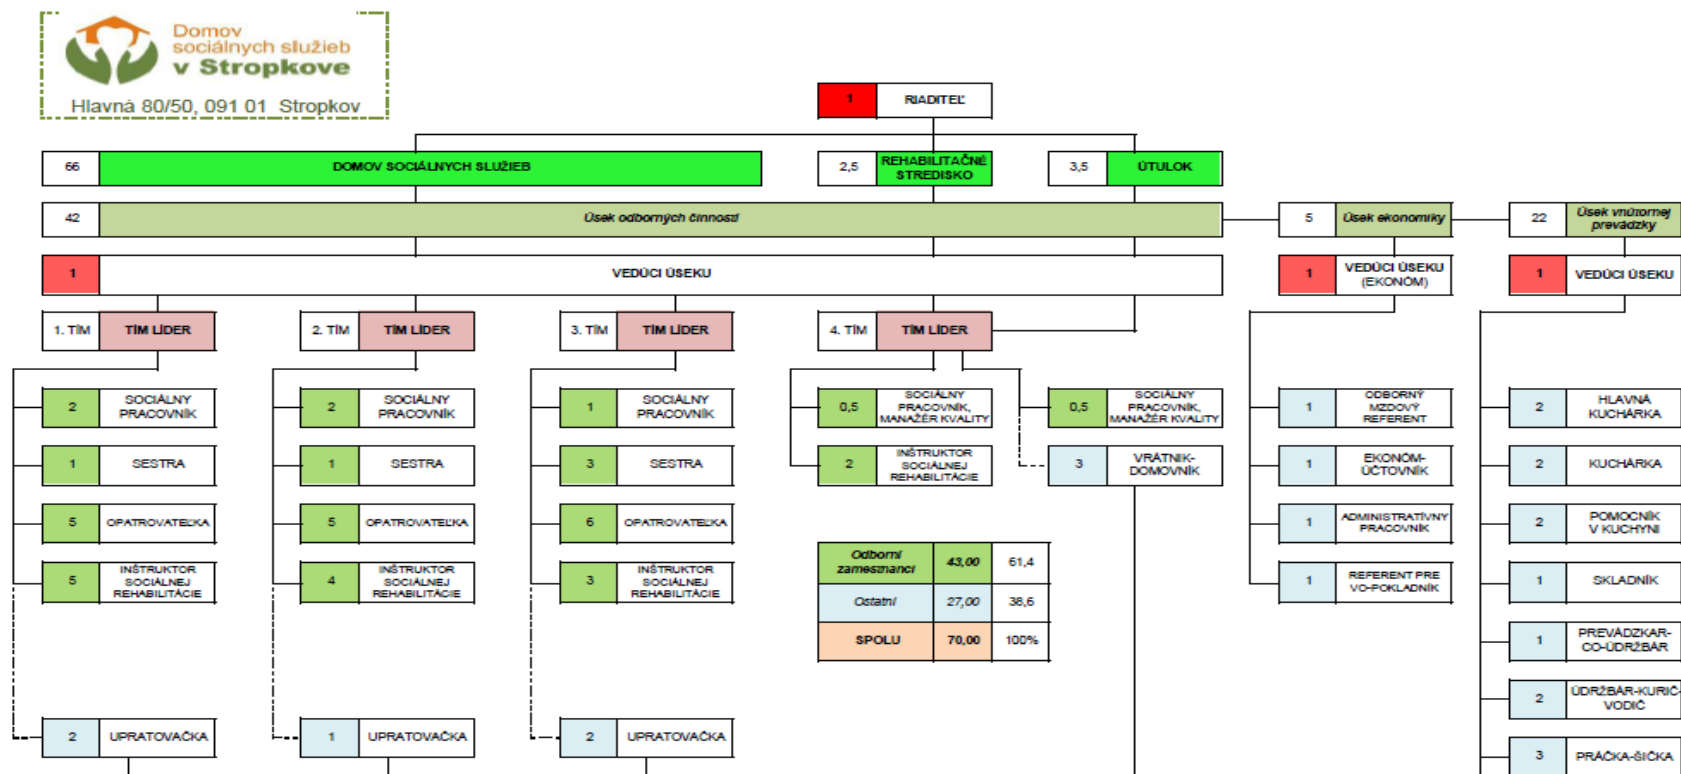 Domov
sociálnych služieb
v Stropkove
Hlavná 80/50, 091 01 Stropkov
1 RIADITEĽ
66 DOMOV SOCIÁLNYCH SLUŽIEB
2,5 REHABILITAČNÉ
STREDISKO
3,5 ÚTULOK
42 Úsek odborných činností
5 Úsek ekonomiky
22 Úsek vnútornej
prevádzky
1 VEDÚCI ÚSEKU
1 VEDÚCI ÚSEKU
(EKONÓM)
1 VEDÚCI ÚSEKU
1. TÍM TÍM LÍDER
2. TÍM TÍM LÍDER
3. TÍM TÍM LÍDER
4. TÍM TÍM LÍDER
2 SOCIÁLNY
PRACOVNÍK
1 SESTRA
5 OPATROVATEĽKA
5 INŠTRUKTOR
SOCIÁLNEJ
REHABILITÁCIE
2 UPRATOVAČKA
2 SOCIÁLNY
PRACOVNÍK
1 SESTRA
5 OPATROVATEĽKA
4 INŠTRUKTOR
SOCIÁLNEJ
REHABILITÁCIE
1 UPRATOVAČKA
1 SOCIÁLNY
PRACOVNÍK
3 SESTRA
6 OPATROVATEĽKA
3 INŠTRUKTOR
SOCIÁLNEJ
REHABILITÁCIE
2 UPRATOVAČKA
0,5 SOCIÁLNY
PRACOVNÍK,
MANAŽÉR KVALITY
2 INŠTRUKTOR
SOCIÁLNEJ
REHABILITÁCIE
0,5 SOCIÁLNY
PRACOVNÍK,
MANAŽÉR KVALITY
3 VRÁTNIK-
DOMOVNÍK
Odborní
zamestnanci 43,00 61,4
Ostatní 27,00 38,6
SPOLU 70,00 100%
1 ODBORNÝ
MZDOVÝ
REFERENT
1 EKONÓM-
ÚČTOVNÍK
1 ADMINISTRATÍVNY
PRACOVNÍK
1 REFERENT PRE
VO-POKLADNÍK
2 HLAVNÁ
KUCHÁRKA
2 KUCHÁRKA
2 POMOCNÍK
V KUCHYNI
1 SKLADNÍK
1 PREVÁDZKAR-
CO-ÚDRŽBÁR
2 ÚDRŽBÁR-KURIČ-
VODIČ
3 PRÁČKA-ŠIČKA